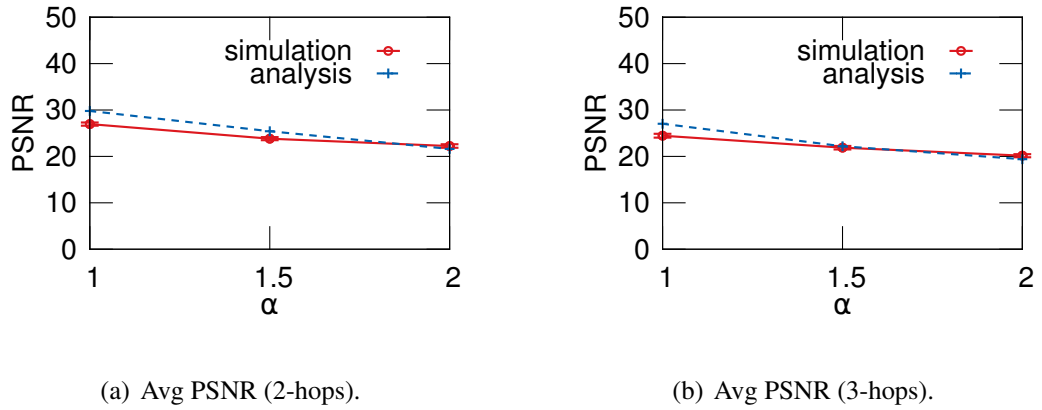 50
40
30
20
10
0
PSNR
simulation
analysis
1 1.5 2
α
(a) Avg PSNR (2-hops).
50
40
30
20
10
0
PSNR
simulation
analysis
1 1.5 2
α
(b) Avg PSNR (3-hops).